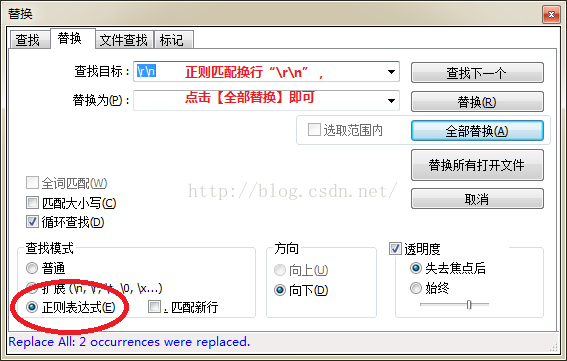 替换
查找 替换 文件查找 标记
查找目标： \r\n 正则匹配换行“\r\n”， 查找下一个
替换为(P)： 点击【全部替换】即可 替换(R)
选取范围内 全部替换(A)
替换所有打开文件
取消
http://blog.csdn.net/
全词匹配(W)
匹配大小写(C)
循环查找(D)
查找模式 方向 透明度
普通 向上(U) 失去焦点后
扩展 (\n, \r, \t, \0, \x...) 向下(D) 始终
正则表达式(E) . 匹配新行
Replace All: 2 occurrences were replaced.